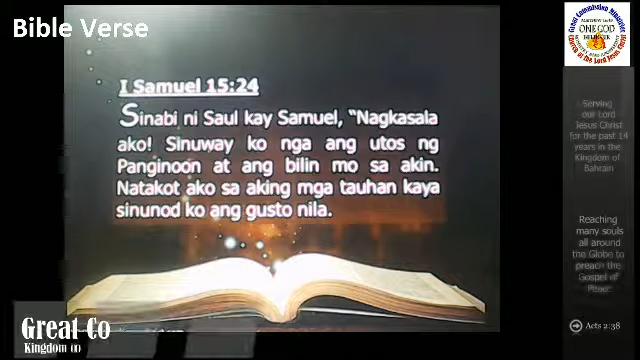 Bible Verse
I Samuel 15:24
Sinabi ni Saul kay Samuel, “Nagkasala
ako! Sinuway ko nga ang utos ng
Panginoon at ang bilin mo sa akin.
Natakot ako sa aking mga tauhan kaya
sinunod ko ang gusto nila.
Great Co
Kingdom o
ONE GOD
Serving
our Lord
Jesus Christ
for the past 14
years in the
Kingdom of
Bahrain
Reaching
many souls
all around
the Globe to
preach the
Gospel of
Peace
Acts 2:38